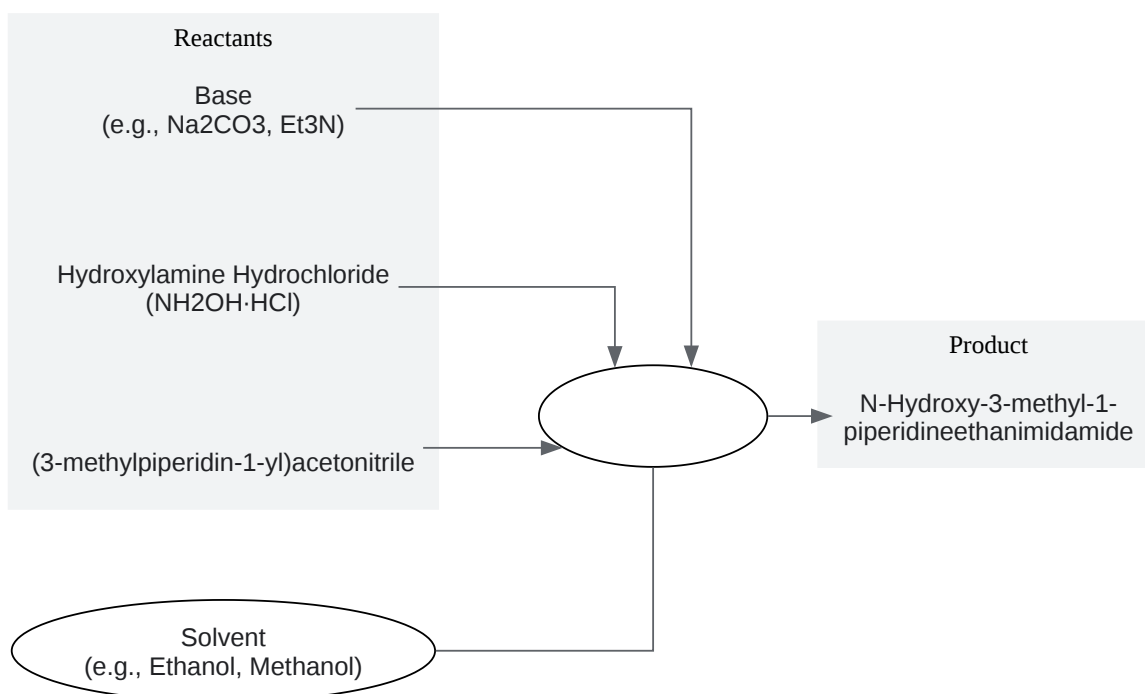 Reactants
Base
(e.g., Na2CO3, Et3N)
Hydroxylamine Hydrochloride
(NH2OH·HCl)
(3-methylpiperidin-1-yl)acetonitrile
Product
N-Hydroxy-3-methyl-1-
piperidineethanimidamide
Solvent
(e.g., Ethanol, Methanol)